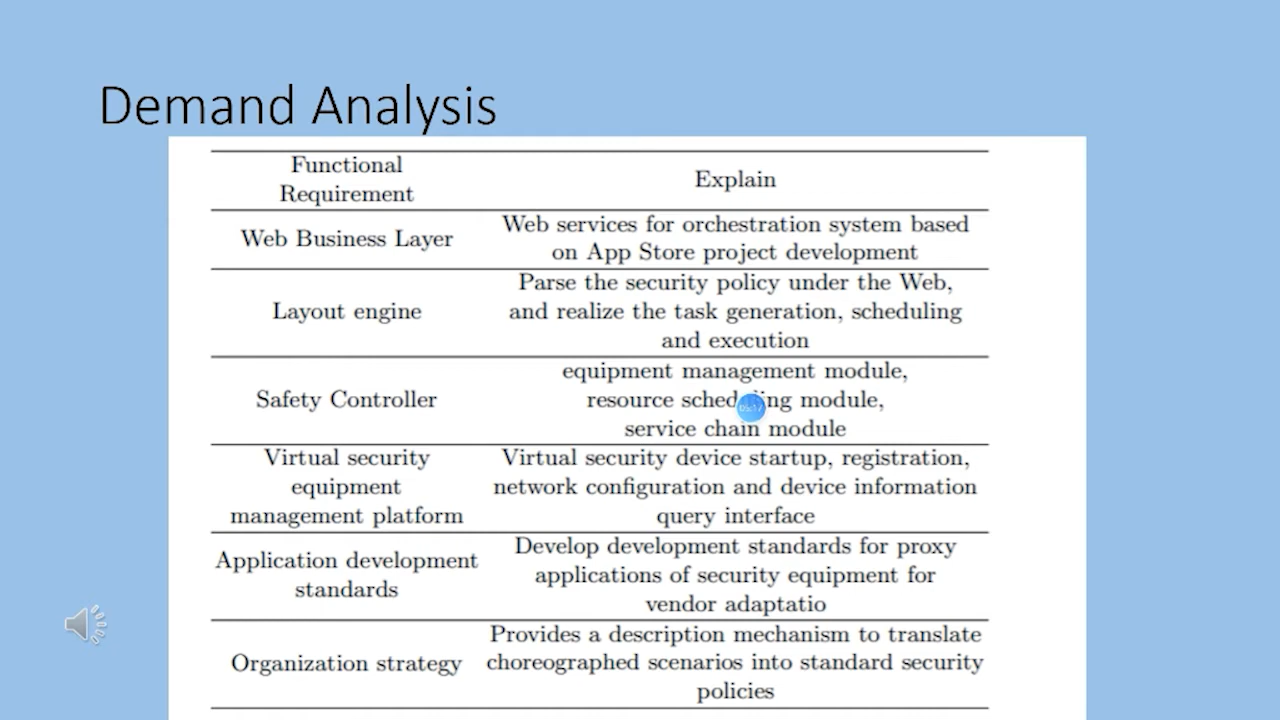 Demand Analysis
Functional
Requirement
Explain
Web Business Layer
Web services for orchestration system based
on App Store project development
Layout engine
Parse the security policy under the Web,
and realize the task generation, scheduling
and execution
Safety Controller
equipment management module,
resource scheduling module,
service chain module
Virtual security
equipment
management platform
Virtual security device startup, registration,
network configuration and device information
query interface
Application development
standards
Develop development standards for proxy
applications of security equipment for
vendor adaptatio
Organization strategy
Provides a description mechanism to translate
choreographed scenarios into standard security
policies